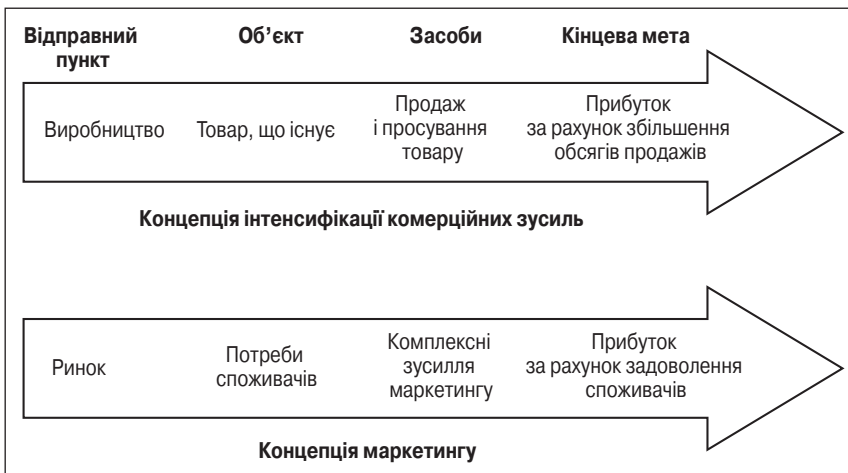 Відправний
пункт
Об’єкт
Засоби
Кінцева мета
Виробництво
Товар, що існує
Продаж
і просування
товару
Прибуток
за рахунок збільшення
обсягів продажів
Концепція інтенсифікації комерційних зусиль
Ринок
Потреби
споживачів
Комплексні
зусилля
маркетингу
Прибуток
за рахунок задоволення
споживачів
Концепція маркетингу